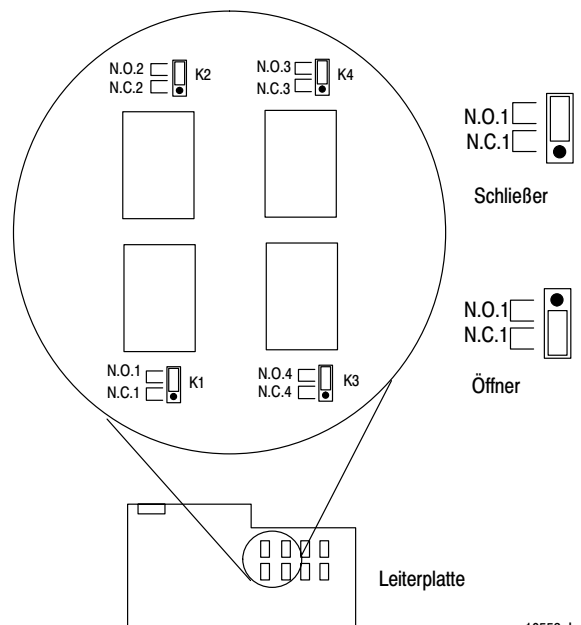 N.O.2
N.C.2
K2
N.O.3
N.C.3
K4
N.O.1
N.C.1
Schließer
N.O.1
N.C.1
Öffner
N.O.1
N.C.1
K1
N.O.4
N.C.4
K3
Leiterplatte